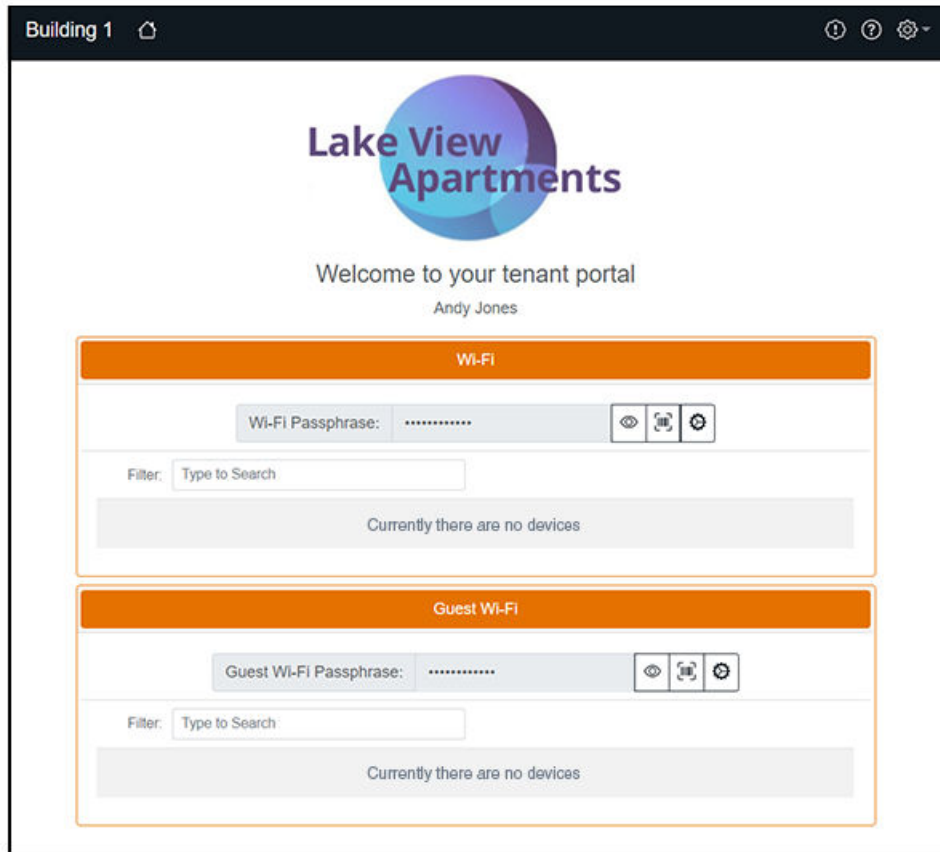 Building 1
Lake View
Apartments
Welcome to your tenant portal
Andy Jones
Wi-Fi
Wi-Fi Passphrase: ••••••••••••
Filter: Type to Search
Currently there are no devices
Guest Wi-Fi
Guest Wi-Fi Passphrase: ••••••••••••
Filter: Type to Search
Currently there are no devices